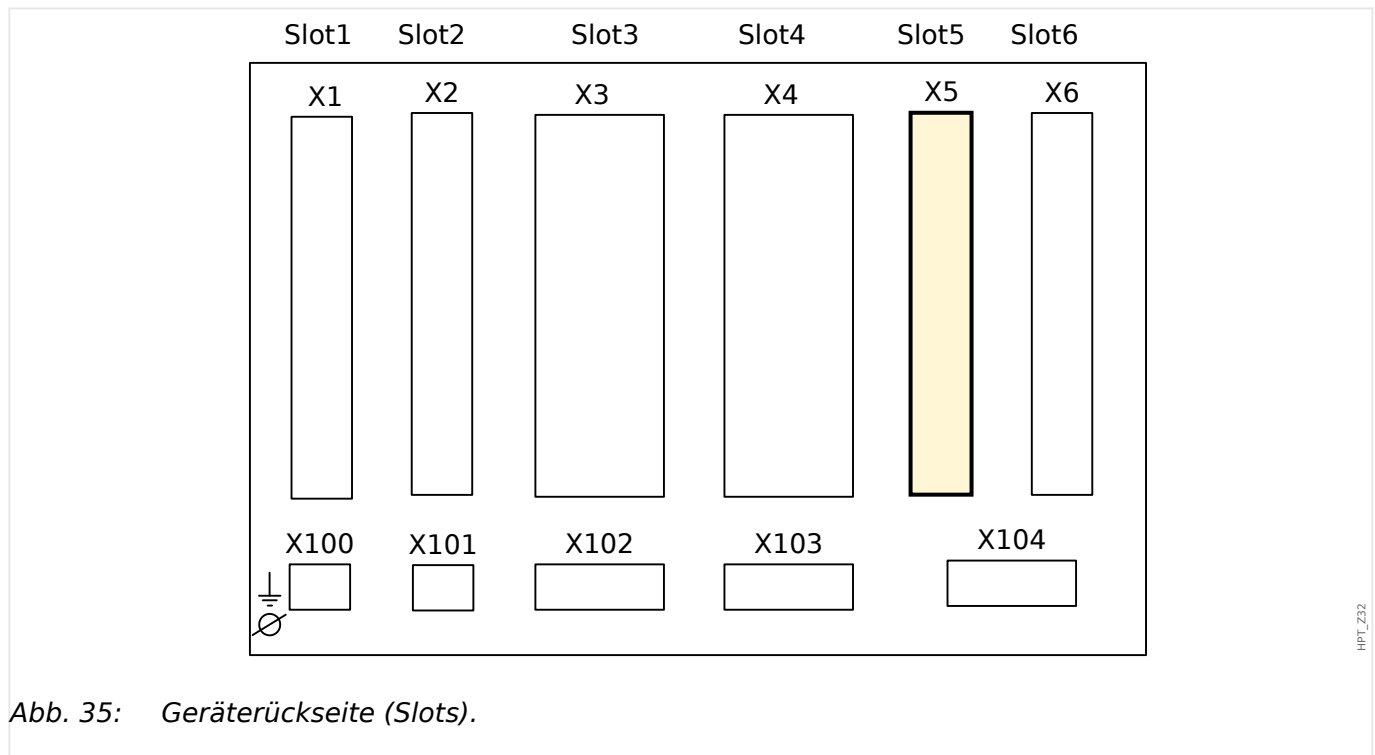 Slot1 Slot2 Slot3 Slot4 Slot5 Slot6
X1 X2 X3 X4 X5 X6
X100 X101 X102 X103 X104
HPT_Z32
Abb. 35: Geräterückseite (Slots).